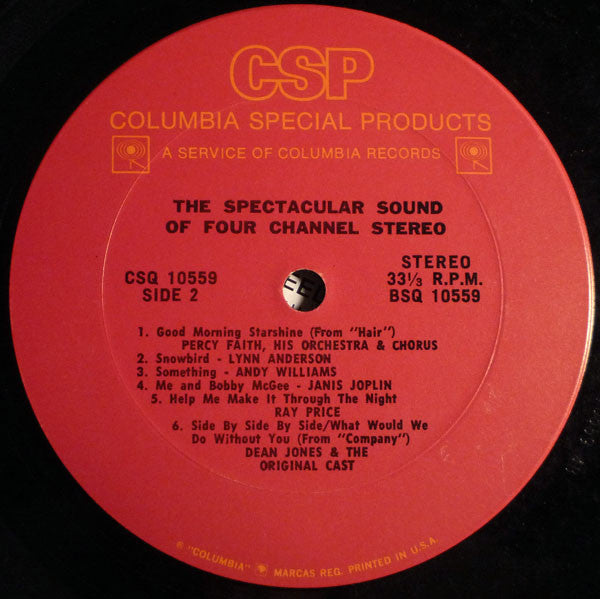 CSP
COLUMBIA SPECIAL PRODUCTS
A SERVICE OF COLUMBIA RECORDS
THE SPECTACULAR SOUND
OF FOUR CHANNEL STEREO
CSQ 10559
SIDE 2
STEREO
33⅓ R.P.M.
BSQ 10559
1. Good Morning Starshine (From "Hair")
PERCY FAITH, HIS ORCHESTRA & CHORUS
2. Snowbird - LYNN ANDERSON
3. Something - ANDY WILLIAMS
4. Me and Bobby McGee - JANIS JOPLIN
5. Help Me Make It Through The Night
RAY PRICE
6. Side By Side By Side/What Would We
Do Without You (From "Company")
DEAN JONES & THE
ORIGINAL CAST
® "COLUMBIA" MARCAS REG. PRINTED IN U.S.A.